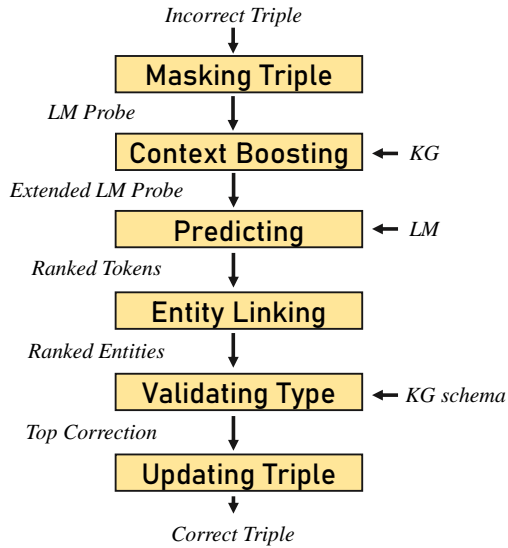 Incorrect Triple
Masking Triple
LM Probe
Context Boosting
KG
Extended LM Probe
Predicting
LM
Ranked Tokens
Entity Linking
Ranked Entities
Validating Type
KG schema
Top Correction
Updating Triple
Correct Triple